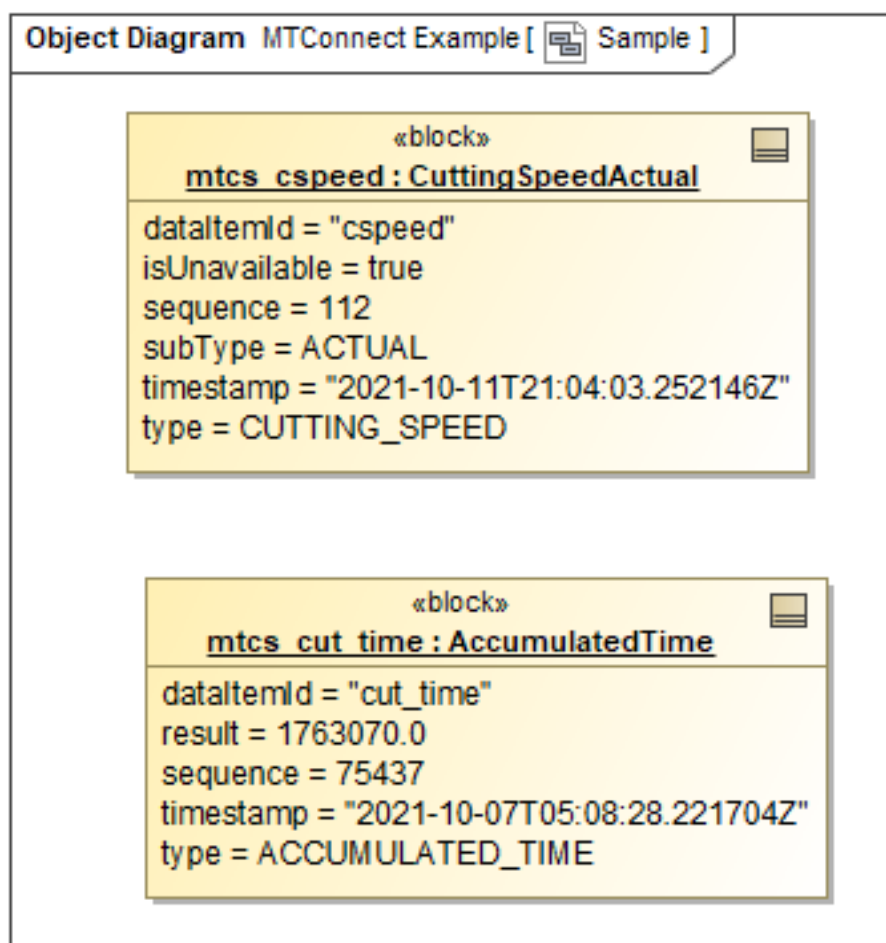 Object Diagram MTConnect Example [ Sample ]
«block»
mtcs_cspeed : CuttingSpeedActual
dataItemId = "cspeed"
isUnavailable = true
sequence = 112
subType = ACTUAL
timestamp = "2021-10-11T21:04:03.252146Z"
type = CUTTING_SPEED
«block»
mtcs_cut_time : AccumulatedTime
dataItemId = "cut_time"
result = 1763070.0
sequence = 75437
timestamp = "2021-10-07T05:08:28.221704Z"
type = ACCUMULATED_TIME